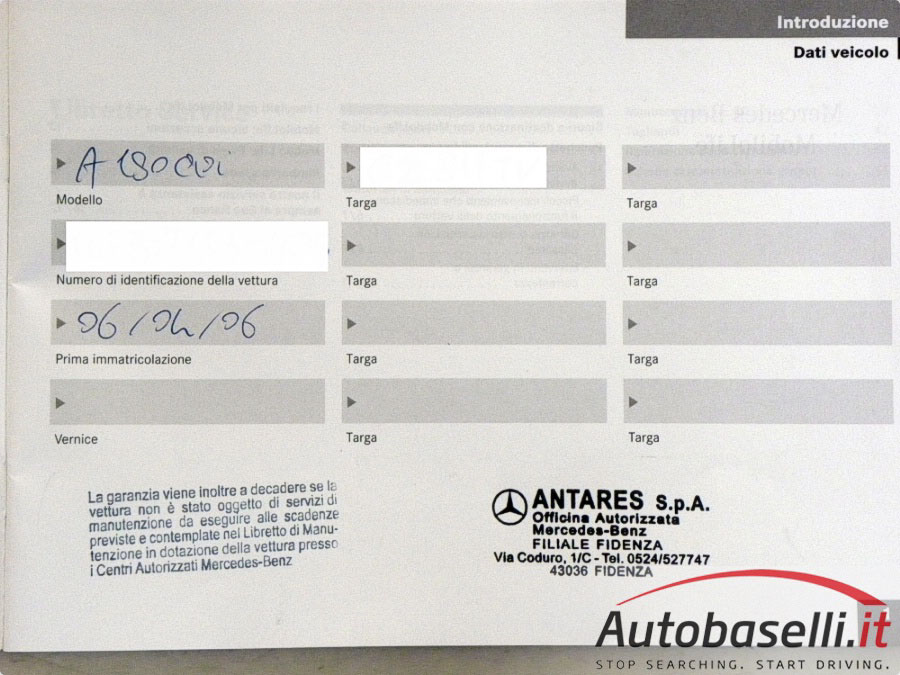 Introduzione
Dati veicolo
A 180 CDI
Modello
Targa
Targa
Numero di identificazione della vettura
Targa
Targa
06/04/06
Prima immatricolazione
Targa
Targa
Vernice
Targa
Targa
La garanzia viene inoltre a decadere se la
vettura non è stato oggetto di servizi di
manutenzione da eseguire alle scadenze
previste e contemplate nel Libretto di Manu-
tenzione in dotazione della vettura presso
i Centri Autorizzati Mercedes-Benz
ANTARES S.p.A.
Officina Autorizzata
Mercedes-Benz
FILIALE FIDENZA
Via Coduro, 1/C - Tel. 0524/527747
43036 FIDENZA
Autobaselli.it
STOP SEARCHING. START DRIVING.